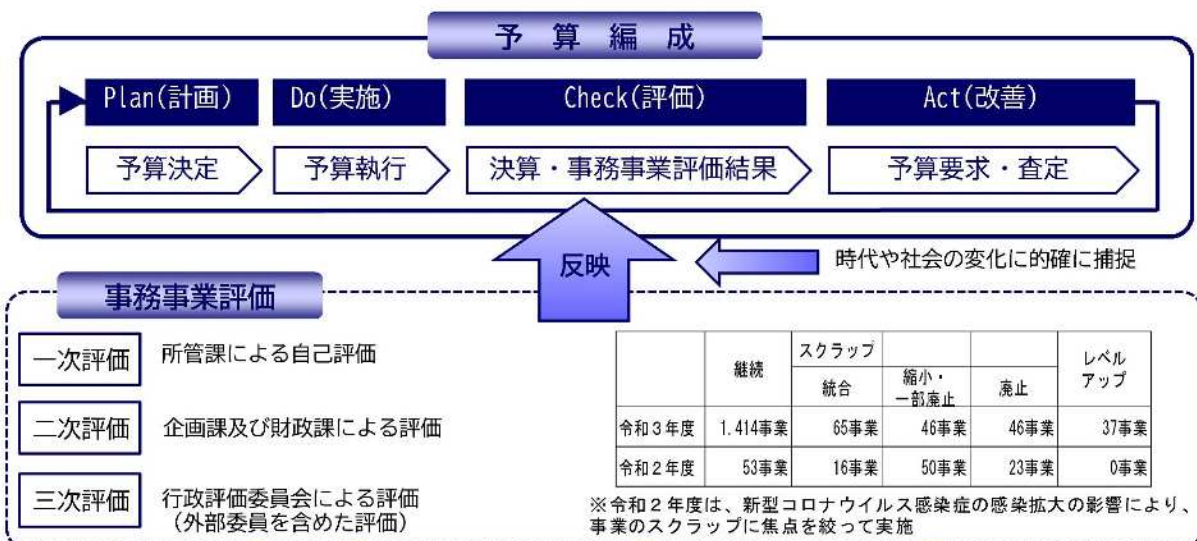 予算編成
Plan(計画)
Do(実施)
Check(評価)
Act(改善)
予算決定
予算執行
決算・事務事業評価結果
予算要求・査定
反映
時代や社会の変化に的確に捕捉
事務事業評価
一次評価
所管課による自己評価
二次評価
企画課及び財政課による評価
三次評価
行政評価委員会による評価
（外部委員を含めた評価）
継続 スクラップ レベルアップ
統合 縮小・一部廃止 廃止
令和３年度 1,414事業 65事業 46事業 46事業 37事業
令和２年度 53事業 16事業 50事業 23事業 0事業
※令和２年度は、新型コロナウイルス感染症の感染拡大の影響により、
事業のスクラップに焦点を絞って実施